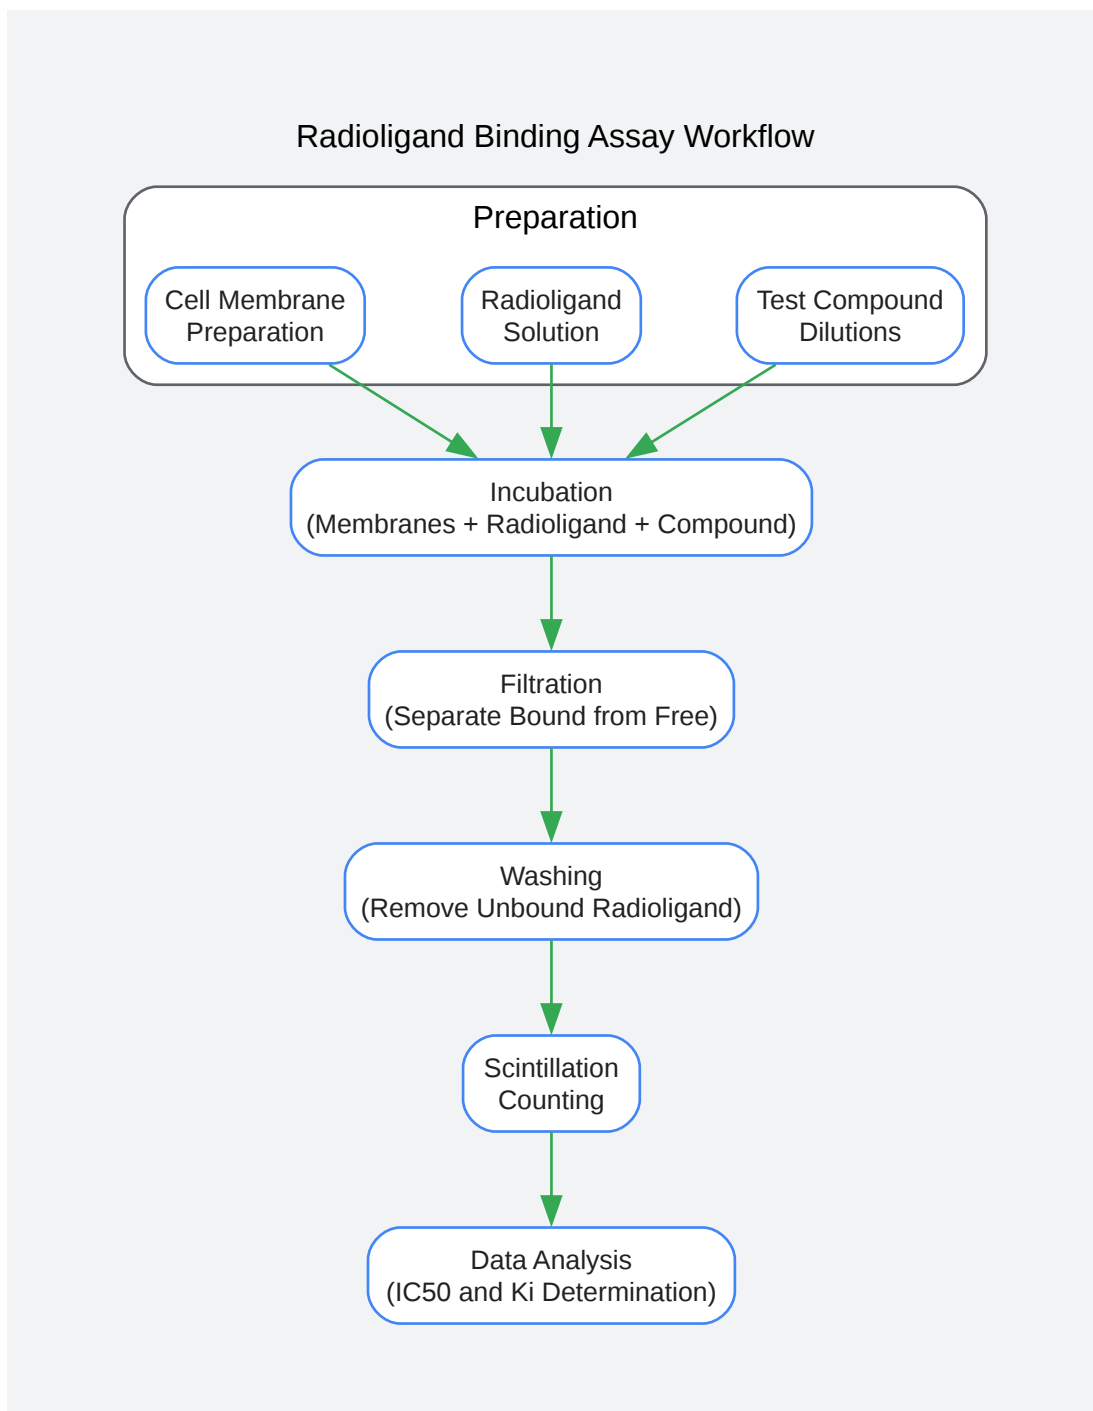 Radioligand Binding Assay Workflow
Preparation
Cell Membrane
Preparation
Radioligand
Solution
Test Compound
Dilutions
Incubation
(Membranes + Radioligand + Compound)
Filtration
(Separate Bound from Free)
Washing
(Remove Unbound Radioligand)
Scintillation
Counting
Data Analysis
(IC50 and Ki Determination)